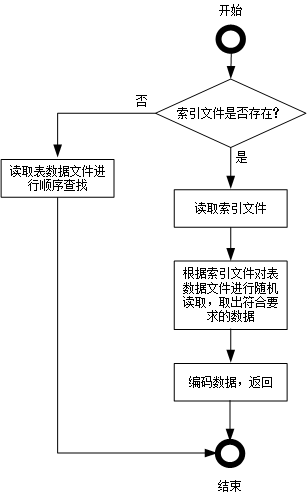 开始
索引文件是否存在？
否
是
读取表数据文件进
行顺序查找
读取索引文件
根据索引文件对表
数据文件进行随机
读取，取出符合要
求的数据
编码数据，返回
结束